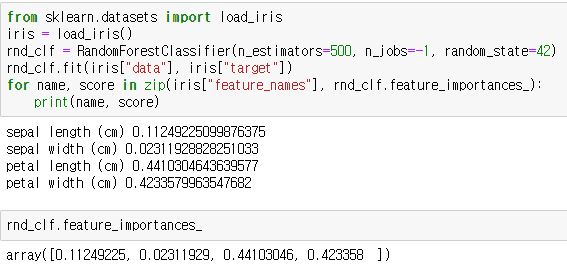 from sklearn.datasets import load_iris
iris = load_iris()
rnd_clf = RandomForestClassifier(n_estimators=500, n_jobs=-1, random_state=42)
rnd_clf.fit(iris["data"], iris["target"])
for name, score in zip(iris["feature_names"], rnd_clf.feature_importances_):
    print(name, score)
sepal length (cm) 0.11249225099876375
sepal width (cm) 0.02311928828251033
petal length (cm) 0.4410304643639577
petal width (cm) 0.4233579963547682
rnd_clf.feature_importances_
array([0.11249225, 0.02311929, 0.44103046, 0.423358  ])